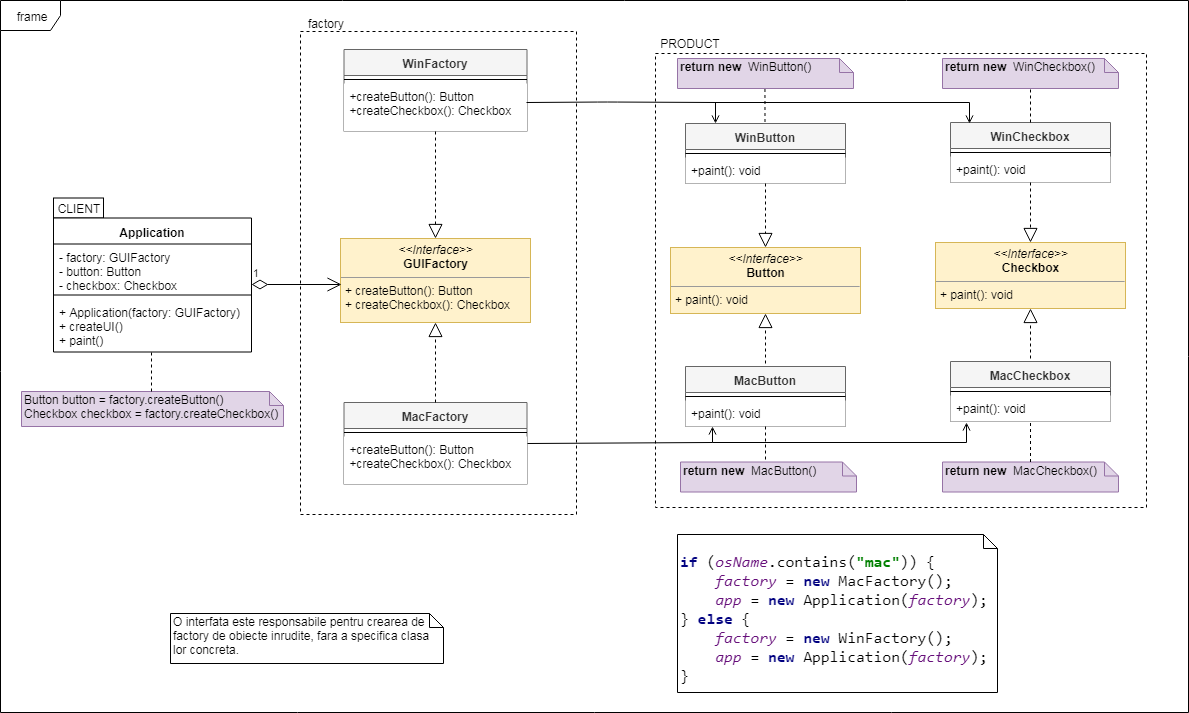 frame
factory
PRODUCT
WinFactory
+createButton(): Button
+createCheckbox(): Checkbox
return new WinButton()
return new WinCheckbox()
WinButton
+paint(): void
WinCheckbox
+paint(): void
CLIENT
Application
- factory: GUIFactory
- button: Button
- checkbox: Checkbox
+ Application(factory: GUIFactory)
+ createUI()
+ paint()
1
<<Interface>>
GUIFactory
+ createButton(): Button
+ createCheckbox(): Checkbox
<<Interface>>
Button
+ paint(): void
<<Interface>>
Checkbox
+ paint(): void
Button button = factory.createButton()
Checkbox checkbox = factory.createCheckbox()
MacFactory
+createButton(): Button
+createCheckbox(): Checkbox
MacButton
+paint(): void
MacCheckbox
+paint(): void
return new MacButton()
return new MacCheckbox()
if (osName.contains("mac")) {
factory = new MacFactory();
app = new Application(factory);
} else {
factory = new WinFactory();
app = new Application(factory);
}
O interfata este responsabile pentru crearea de
factory de obiecte inrudite, fara a specifica clasa
lor concreta.